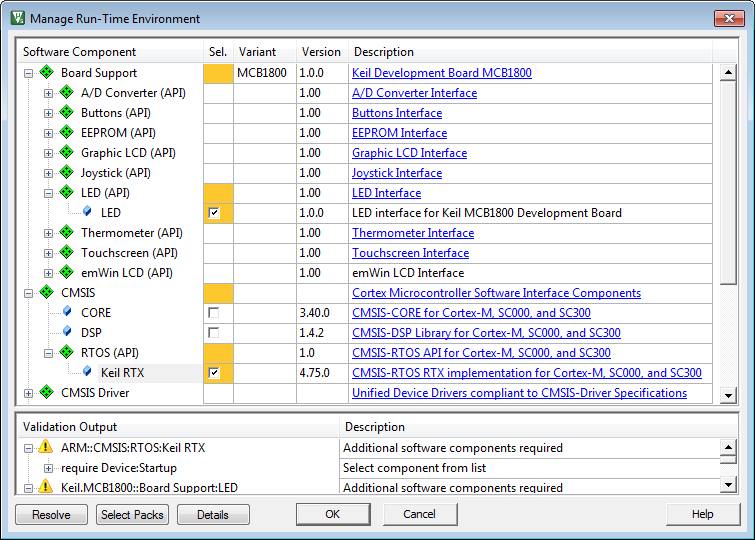 Manage Run-Time Environment
Software Component Sel. Variant Version Description
Board Support MCB1800 1.0.0 Keil Development Board MCB1800
A/D Converter (API) 1.00 A/D Converter Interface
Buttons (API) 1.00 Buttons Interface
EEPROM (API) 1.00 EEPROM Interface
Graphic LCD (API) 1.00 Graphic LCD Interface
Joystick (API) 1.00 Joystick Interface
LED (API) 1.00 LED Interface
LED 1.0.0 LED interface for Keil MCB1800 Development Board
Thermometer (API) 1.00 Thermometer Interface
Touchscreen (API) 1.00 Touchscreen Interface
emWin LCD (API) 1.00 emWin LCD Interface
CMSIS Cortex Microcontroller Software Interface Components
CORE 3.40.0 CMSIS-CORE for Cortex-M, SC000, and SC300
DSP 1.4.2 CMSIS-DSP Library for Cortex-M, SC000, and SC300
RTOS (API) 1.0 CMSIS-RTOS API for Cortex-M, SC000, and SC300
Keil RTX 4.75.0 CMSIS-RTOS RTX implementation for Cortex-M, SC000, and SC300
CMSIS Driver Unified Device Drivers compliant to CMSIS-Driver Specifications
Validation Output Description
ARM::CMSIS:RTOS:Keil RTX Additional software components required
require Device:Startup Select component from list
Keil.MCB1800::Board Support:LED Additional software components required
Resolve Select Packs Details OK Cancel Help